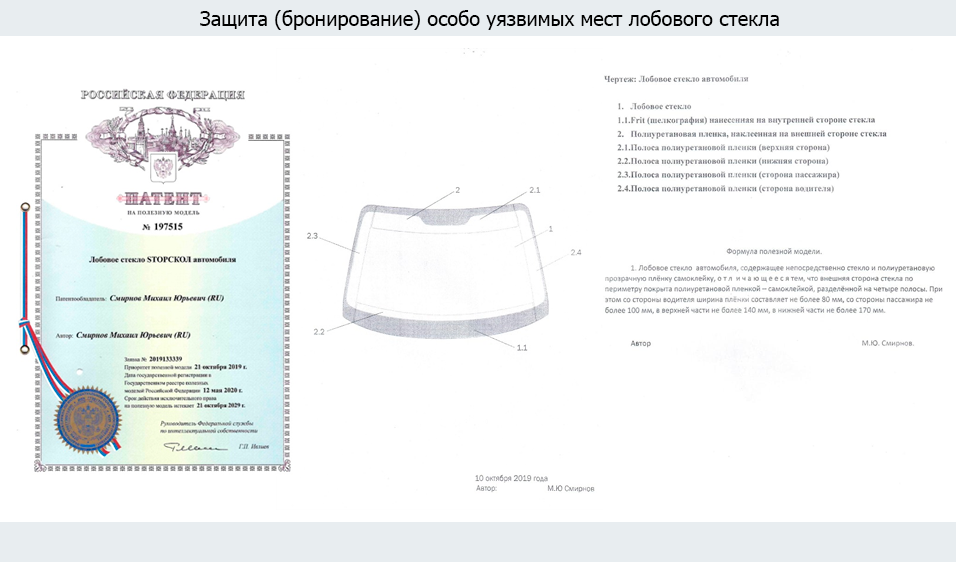 Защита (бронирование) особо уязвимых мест лобового стекла
РОССИЙСКАЯ ФЕДЕРАЦИЯ
ПАТЕНТ
НА ПОЛЕЗНУЮ МОДЕЛЬ
№ 197515
Лобовое стекло STOPСКОЛ автомобиля
Патентообладатель: Смирнов Михаил Юрьевич (RU)
Автор: Смирнов Михаил Юрьевич (RU)
Заявка № 2019133339
Приоритет полезной модели 21 октября 2019 г.
Дата государственной регистрации в
Государственном реестре полезных
моделей Российской Федерации 12 мая 2020 г.
Срок действия исключительного права
на полезную модель истекает 21 октября 2029 г.
Руководитель Федеральной службы
по интеллектуальной собственности
Г.П. Ивлиев
2
2.1
1
2.3
2.4
2.2
1.1
10 октября 2019 года
Автор: М.Ю Смирнов
Чертеж: Лобовое стекло автомобиля
1. Лобовое стекло
1.1.Frit (шелкография) нанесенная на внутренней стороне стекла
2. Полиуретановая пленка, наклеенная на внешней стороне стекла
2.1.Полоса полиуретановой пленки (верхняя сторона)
2.2.Полоса полиуретановой пленки (нижняя сторона)
2.3.Полоса полиуретановой пленки (сторона пассажира)
2.4.Полоса полиуретановой пленки (сторона водителя)
Формула полезной модели.
1. Лобовое стекло автомобиля, содержащее непосредственно стекло и полиуретановую
прозрачную плёнку самоклейку, о т л и ч а ю щ е е с я тем, что внешняя сторона стекла по
периметру покрыта полиуретановой пленкой – самоклейкой, разделённой на четыре полосы. При
этом со стороны водителя ширина плёнки составляет не более 80 мм, со стороны пассажира не
более 100 мм, в верхней части не более 140 мм, в нижней части не более 170 мм.
Автор М.Ю. Смирнов.